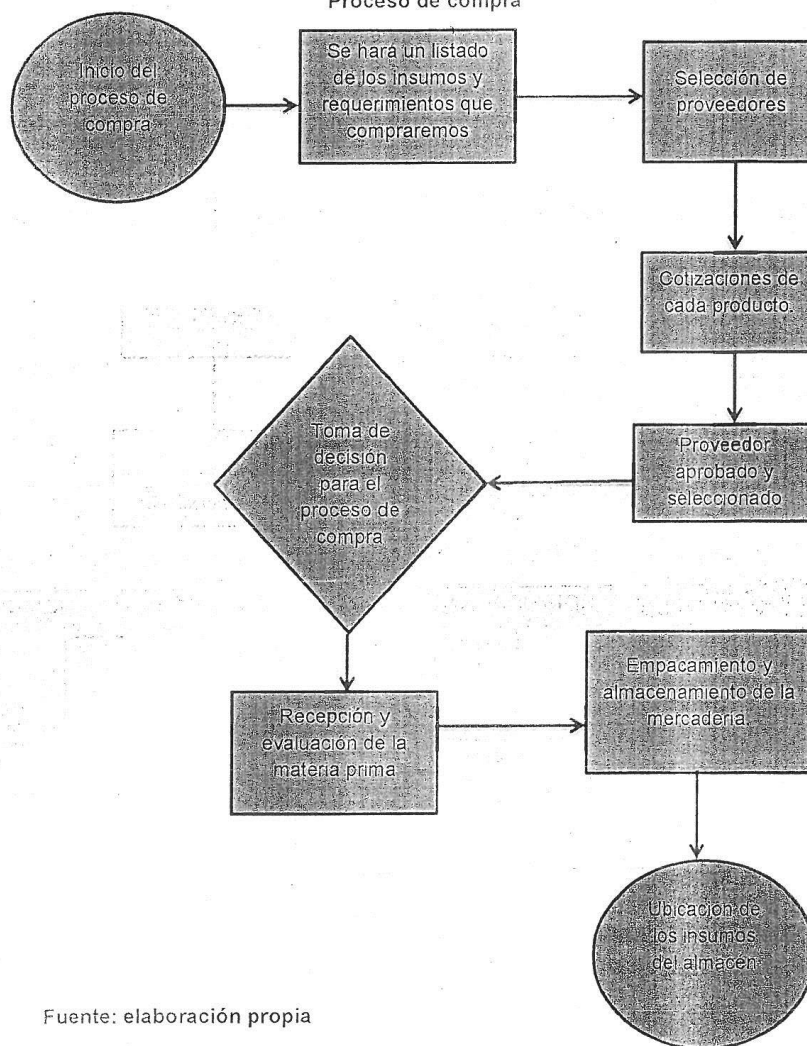 Proceso de compra
Inicio del
proceso de
compra
Se hará un listado
de los insumos y
requerimientos que
compraremos
Selección de
proveedores
Cotizaciones de
cada producto.
Proveedor
aprobado y
seleccionado
Toma de
decisión
para el
proceso de
compra
Recepción y
evaluación de la
materia prima
Empacamiento y
almacenamiento de la
mercadería.
Ubicación de
los insumos
del almacén
Fuente: elaboración propia